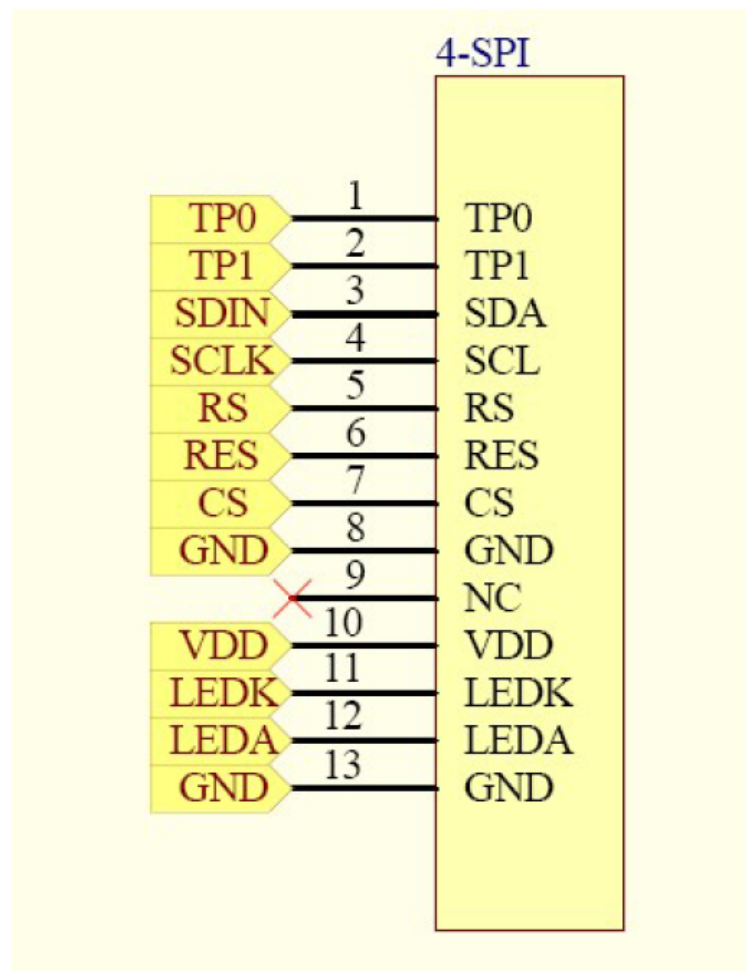 4-SPI
TP0 1 TP0
TP1 2 TP1
SDIN 3 SDA
SCLK 4 SCL
RS 5 RS
RES 6 RES
CS 7 CS
GND 8 GND
9 NC
VDD 10 VDD
LEDK 11 LEDK
LEDA 12 LEDA
GND 13 GND